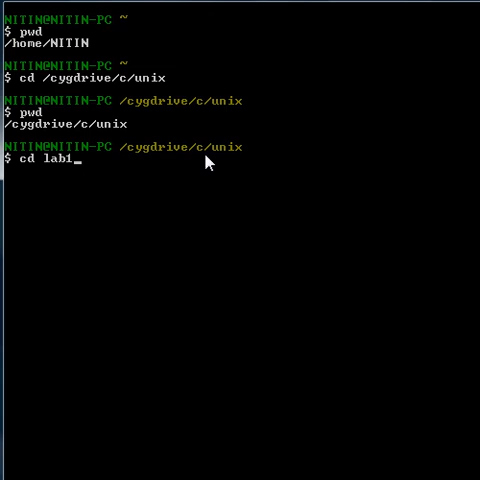 NITIN@NITIN-PC ~
$ pwd
/home/NITIN
NITIN@NITIN-PC ~
$ cd /cygdrive/c/unix
NITIN@NITIN-PC /cygdrive/c/unix
$ pwd
/cygdrive/c/unix
NITIN@NITIN-PC /cygdrive/c/unix
$ cd lab1_